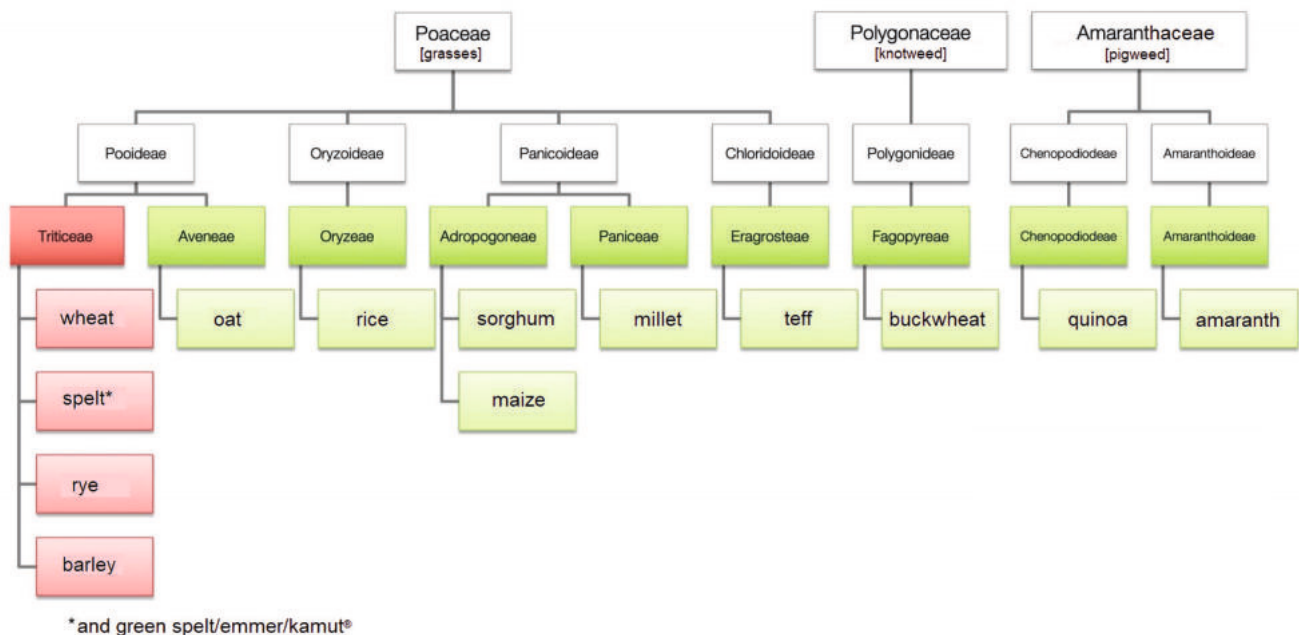 Poaceae
[grasses]
Polygonaceae
[knotweed]
Amaranthaceae
[pigweed]
Pooideae
Oryzoideae
Panicoideae
Chloridoideae
Polygonideae
Chenopodiodeae
Amaranthoideae
Triticeae
Aveneae
Oryzeae
Adropogoneae
Paniceae
Eragrosteae
Fagopyreae
Chenopodiodeae
Amaranthoideae
wheat
oat
rice
sorghum
millet
teff
buckwheat
quinoa
amaranth
spelt*
maize
rye
barley
*and green spelt/emmer/kamut®